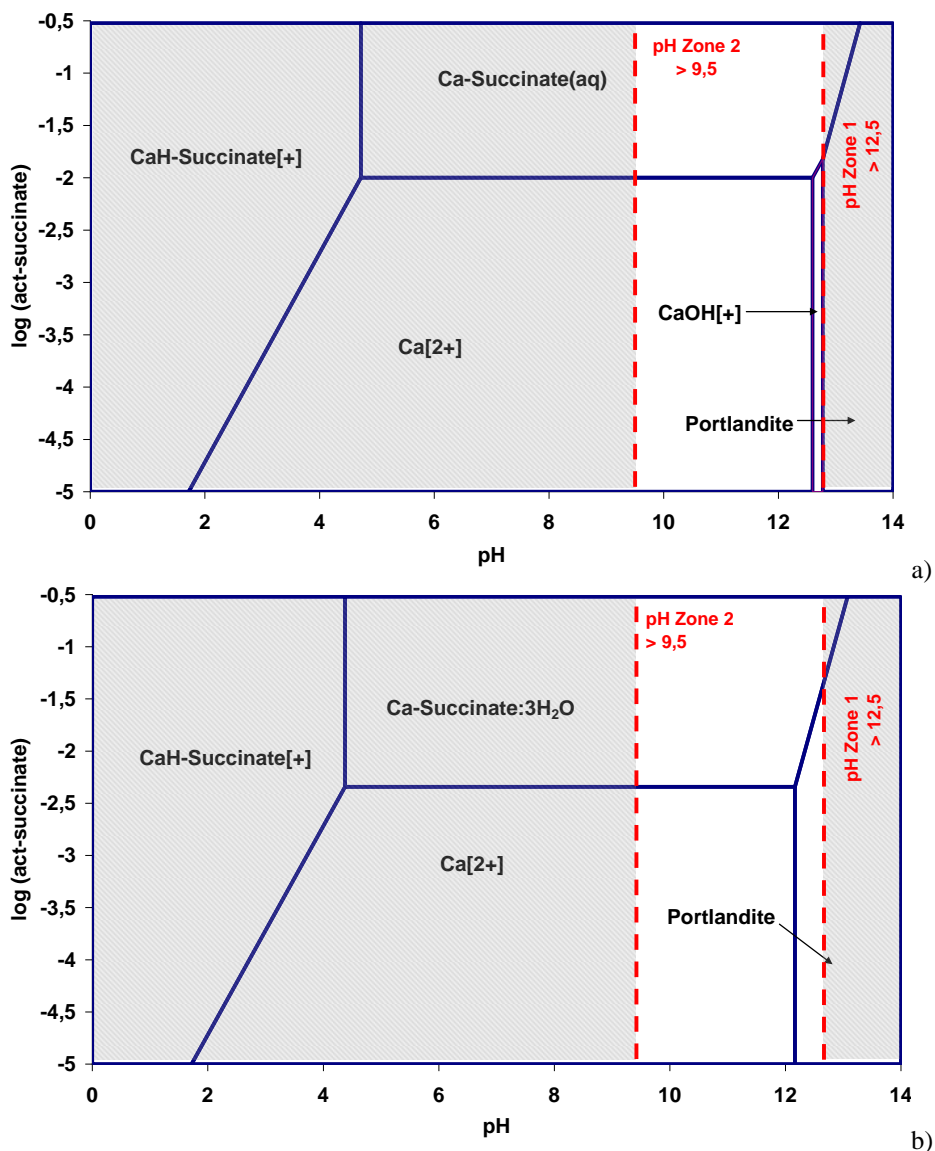 -0,5
-1
-1,5
-2
-2,5
-3
-3,5
-4
-4,5
-5
log (act-succinate)
0
2
4
6
8
10
12
14
pH
pH Zone 2
> 9,5
Ca-Succinate(aq)
CaH-Succinate[+]
pH Zone 1
> 12,5
CaOH[+]
Ca[2+]
Portlandite
a)
-0,5
-1
-1,5
-2
-2,5
-3
-3,5
-4
-4,5
-5
log (act-succinate)
0
2
4
6
8
10
12
14
pH
pH Zone 2
> 9,5
Ca-Succinate:3H₂O
CaH-Succinate[+]
pH Zone 1
> 12,5
Ca[2+]
Portlandite
b)